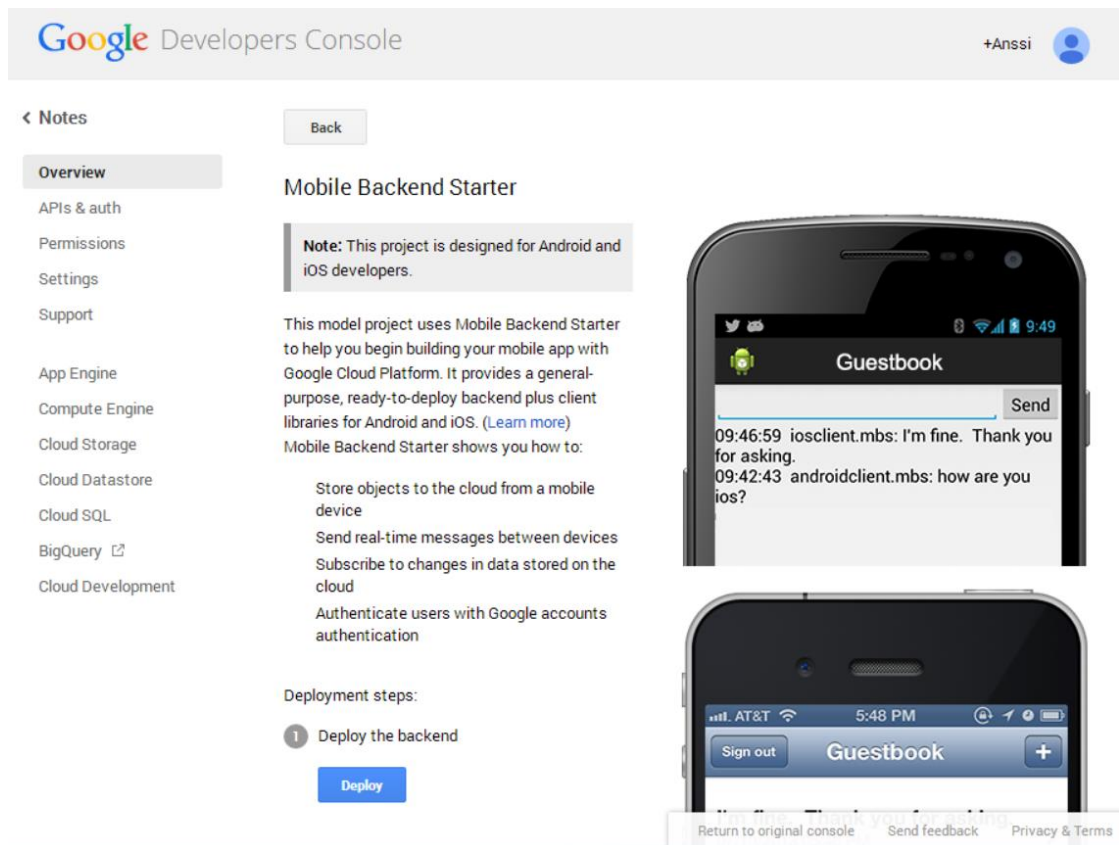 Google Developers Console
+Anssi
Notes
Overview
APIs & auth
Permissions
Settings
Support
App Engine
Compute Engine
Cloud Storage
Cloud Datastore
Cloud SQL
BigQuery
Cloud Development
Back
Mobile Backend Starter
Note: This project is designed for Android and
iOS developers.
This model project uses Mobile Backend Starter
to help you begin building your mobile app with
Google Cloud Platform. It provides a general-
purpose, ready-to-deploy backend plus client
libraries for Android and iOS. (Learn more)
Mobile Backend Starter shows you how to:
Store objects to the cloud from a mobile
device
Send real-time messages between devices
Subscribe to changes in data stored on the
cloud
Authenticate users with Google accounts
authentication
Deployment steps:
1 Deploy the backend
Deploy
9:49
Guestbook
Send
09:46:59 iosclient.mbs: I'm fine. Thank you
for asking.
09:42:43 androidclient.mbs: how are you
ios?
AT&T 5:48 PM
Sign out Guestbook +
I'm fine. Thank you for asking.
Return to original console Send feedback Privacy & Terms